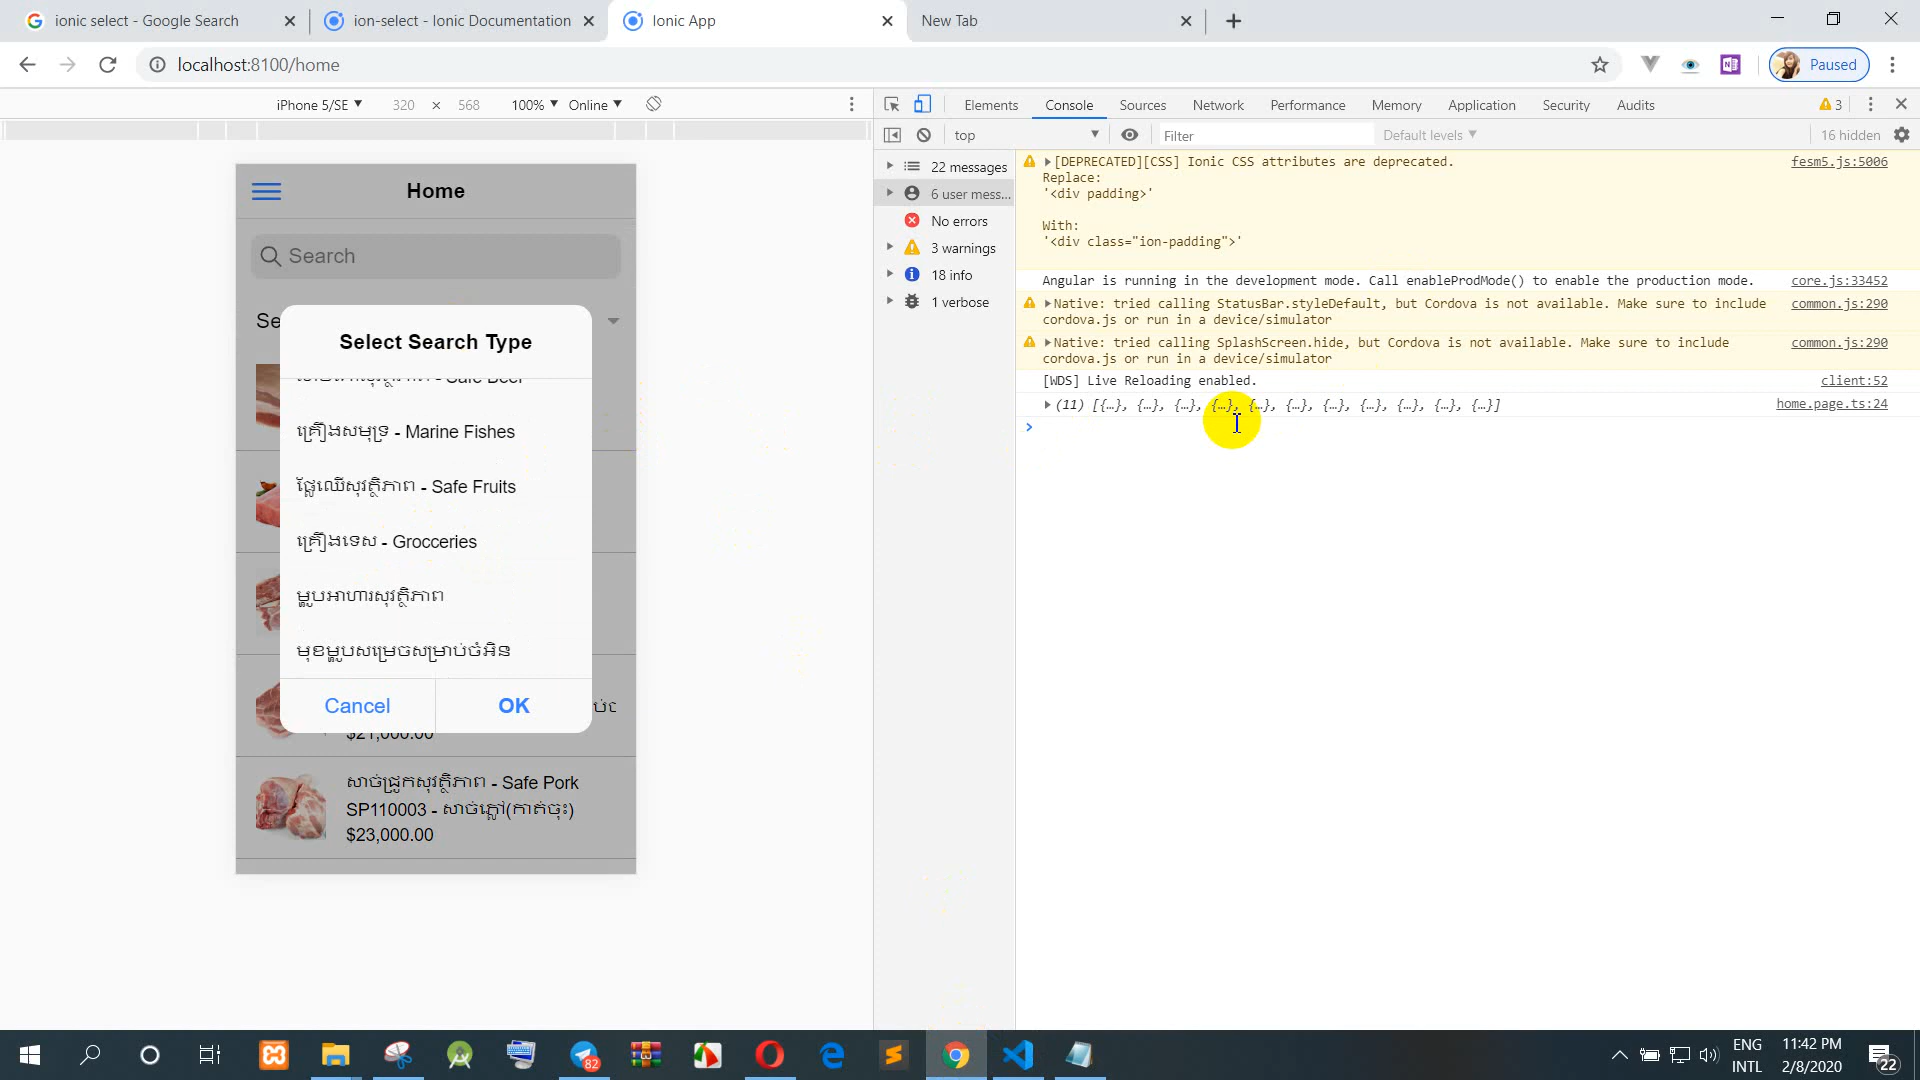 ionic select - Google Search
ion-select - Ionic Documentation
Ionic App
New Tab
localhost:8100/home
Paused
iPhone 5/SE
320 × 568
100%
Online
Elements
Console
Sources
Network
Performance
Memory
Application
Security
Audits
3
top
Filter
Default levels
16 hidden
22 messages
6 user mess...
No errors
3 warnings
18 info
1 verbose
[DEPRECATED][CSS] Ionic CSS attributes are deprecated.
fesm5.js:5006
Replace:
'<div padding>'
With:
'<div class="ion-padding">'
Angular is running in the development mode. Call enableProdMode() to enable the production mode.
core.js:33452
Native: tried calling StatusBar.styleDefault, but Cordova is not available. Make sure to include
common.js:290
cordova.js or run in a device/simulator
Native: tried calling SplashScreen.hide, but Cordova is not available. Make sure to include
common.js:290
cordova.js or run in a device/simulator
[WDS] Live Reloading enabled.
client:52
(11) [{…}, {…}, {…}, {…}, {…}, {…}, {…}, {…}, {…}, {…}, {…}]
home.page.ts:24
Home
Search
Se
Select Search Type
- Safe Beef
គ្រឿងសមុទ្រ - Marine Fishes
ផ្លែឈើសុវត្ថិភាព - Safe Fruits
គ្រឿងទេស - Grocceries
ម្ហូបអាហារសុវត្ថិភាព
មុខម្ហូបសម្រេចសម្រាប់ចំអិន
Cancel
OK
$21,000.00
សាច់ជ្រូកសុវត្ថិភាព - Safe Pork
SP110003 - សាច់ភ្លៅ(កាត់ចុះ)
$23,000.00
82
ENG
INTL
11:42 PM
2/8/2020
22